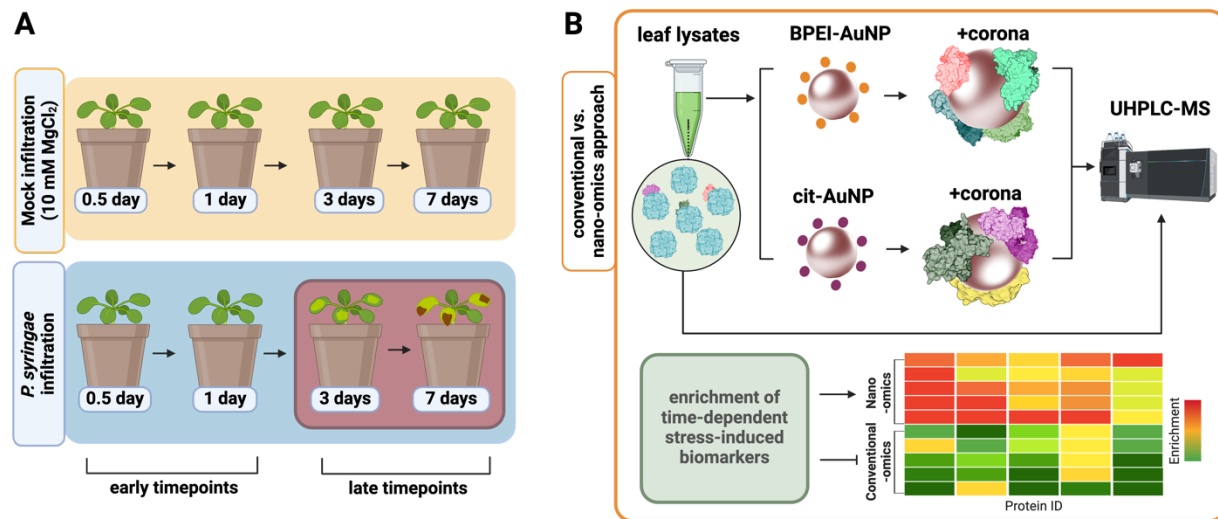 A
Mock infiltration
(10 mM MgCl₂)
0.5 day
1 day
3 days
7 days
P. syringae
infiltration
0.5 day
1 day
3 days
7 days
early timepoints
late timepoints
B
conventional vs.
nano-omics approach
leaf lysates
BPEI-AuNP
+corona
cit-AuNP
+corona
UHPLC-MS
enrichment of
time-dependent
stress-induced
biomarkers
Nano
-omics
Conventional
-omics
Protein ID
Enrichment